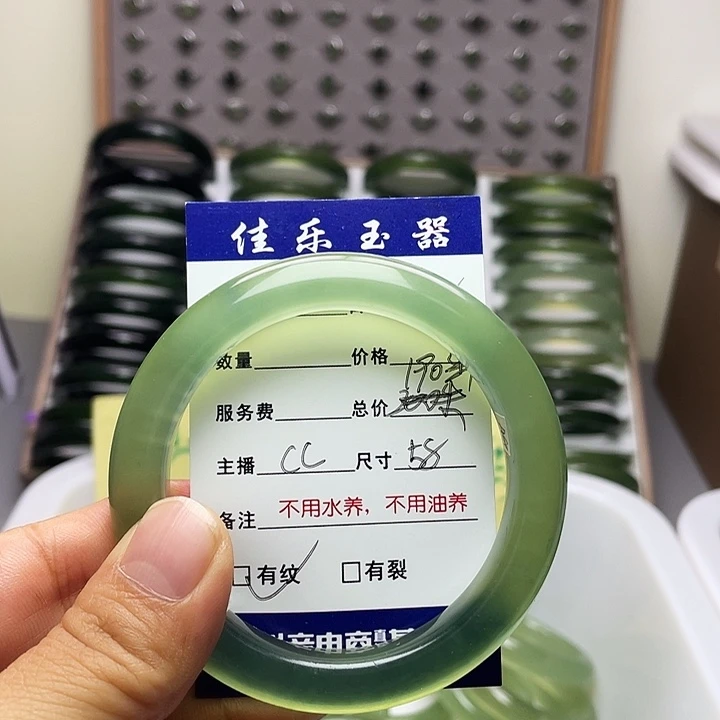 佳乐玉器
数量 价格
190
服务费 总价
主播 CC 尺寸 58
备注 不用水养，不用油养
□有纹 □有裂